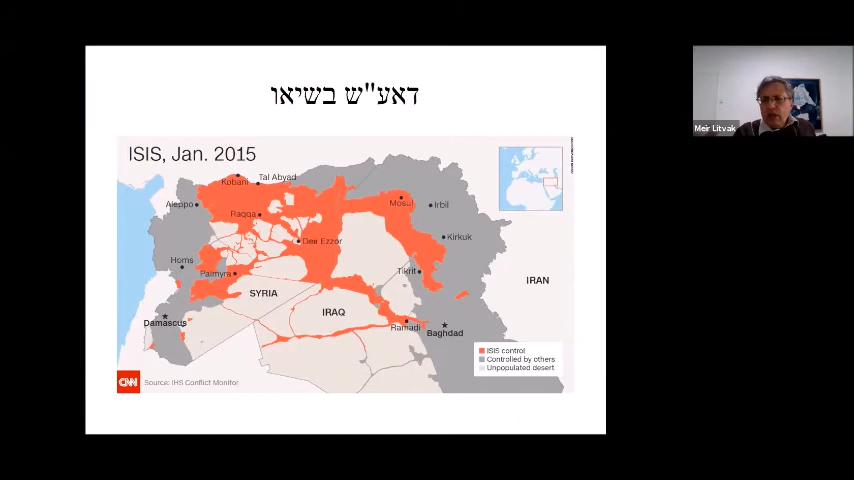 דאע"ש בשיאו
ISIS, Jan. 2015
Kobani
Tal Abyad
Aleppo
Raqqa
Mosul
Irbil
Deir Ezzor
Kirkuk
Homs
Palmyra
Tikrit
IRAN
SYRIA
IRAQ
Damascus
Ramadi
Baghdad
ISIS control
Controlled by others
Unpopulated desert
CNN
Source: IHS Conflict Monitor
Meir Litvak